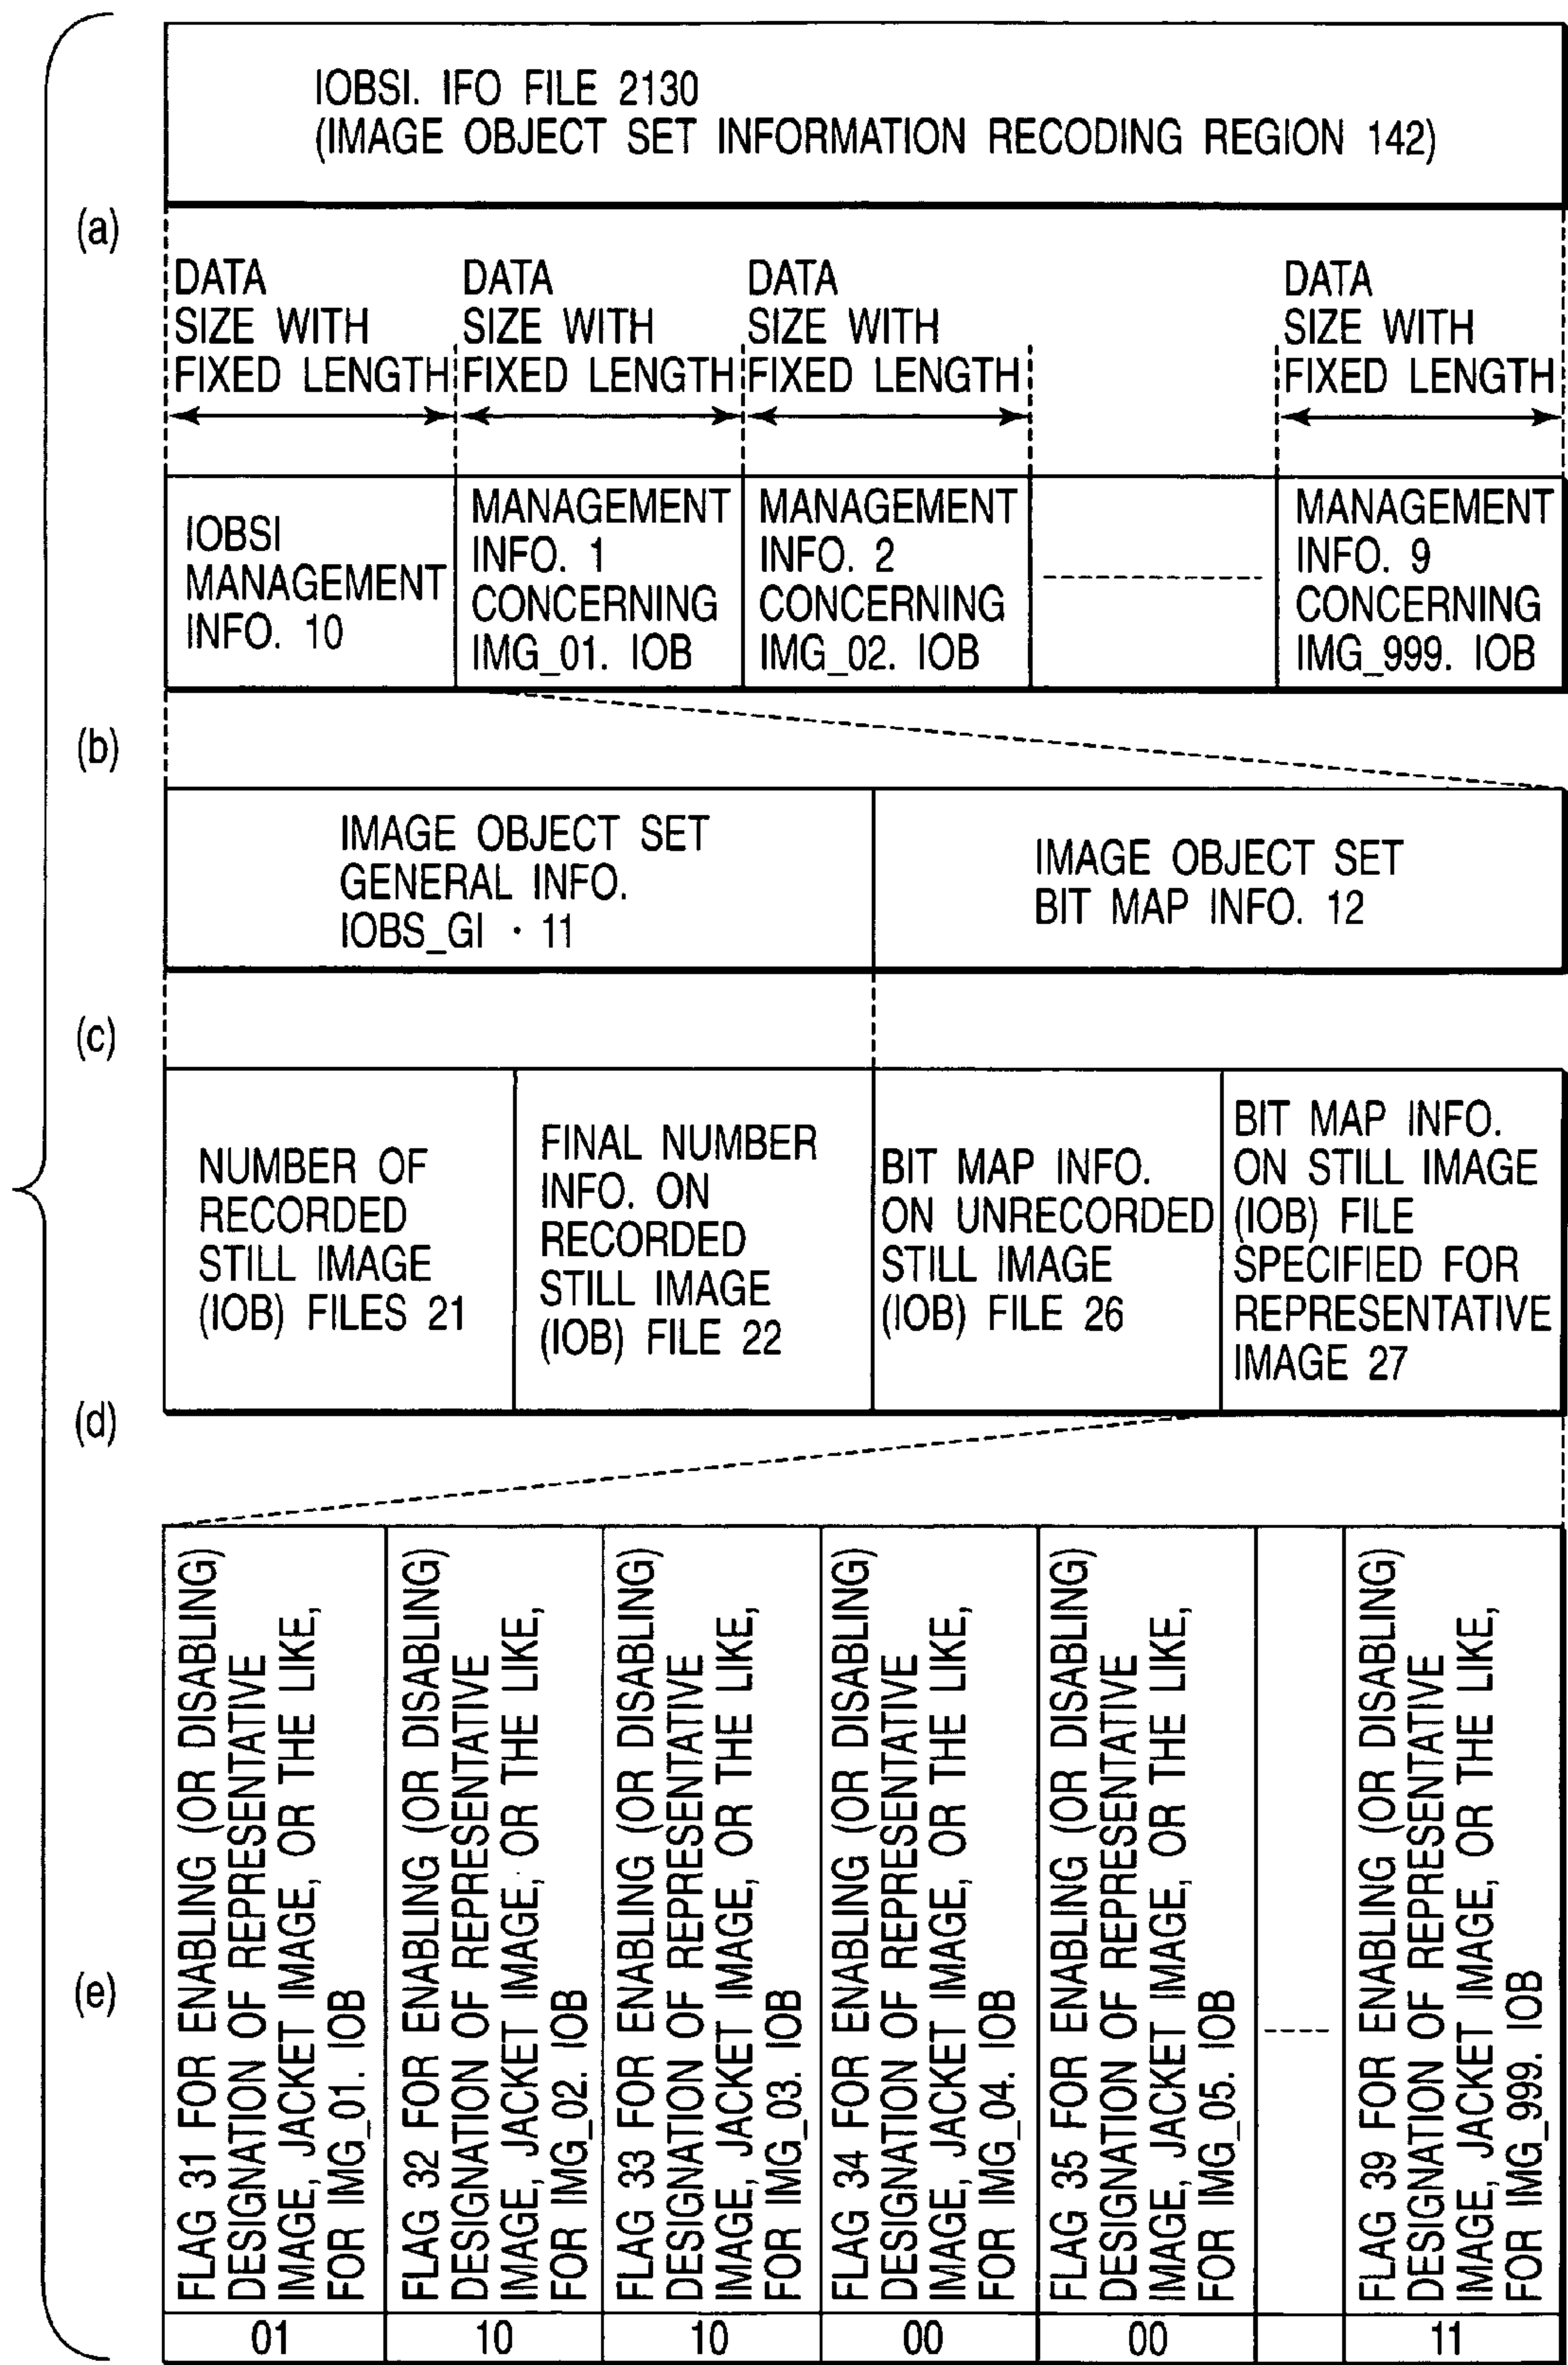 IOBSI. IFO FILE 2130
(IMAGE OBJECT SET INFORMATION RECODING REGION 142)
(a)
DATA
SIZE WITH
FIXED LENGTH
DATA
SIZE WITH
FIXED LENGTH
DATA
SIZE WITH
FIXED LENGTH
DATA
SIZE WITH
FIXED LENGTH
IOBSI
MANAGEMENT
INFO. 10
MANAGEMENT
INFO. 1
CONCERNING
IMG_01. IOB
MANAGEMENT
INFO. 2
CONCERNING
IMG_02. IOB
MANAGEMENT
INFO. 9
CONCERNING
IMG_999. IOB
(b)
IMAGE OBJECT SET
GENERAL INFO.
IOBS_GI · 11
IMAGE OBJECT SET
BIT MAP INFO. 12
(c)
NUMBER OF
RECORDED
STILL IMAGE
(IOB) FILES 21
FINAL NUMBER
INFO. ON
RECORDED
STILL IMAGE
(IOB) FILE 22
BIT MAP INFO.
ON UNRECORDED
STILL IMAGE
(IOB) FILE 26
BIT MAP INFO.
ON STILL IMAGE
(IOB) FILE
SPECIFIED FOR
REPRESENTATIVE
IMAGE 27
(d)
(e)
FLAG 31 FOR ENABLING (OR DISABLING)
DESIGNATION OF REPRESENTATIVE
IMAGE, JACKET IMAGE, OR THE LIKE,
FOR IMG_01. IOB
01
FLAG 32 FOR ENABLING (OR DISABLING)
DESIGNATION OF REPRESENTATIVE
IMAGE, JACKET IMAGE, OR THE LIKE,
FOR IMG_02. IOB
10
FLAG 33 FOR ENABLING (OR DISABLING)
DESIGNATION OF REPRESENTATIVE
IMAGE, JACKET IMAGE, OR THE LIKE,
FOR IMG_03. IOB
10
FLAG 34 FOR ENABLING (OR DISABLING)
DESIGNATION OF REPRESENTATIVE
IMAGE, JACKET IMAGE, OR THE LIKE,
FOR IMG_04. IOB
00
FLAG 35 FOR ENABLING (OR DISABLING)
DESIGNATION OF REPRESENTATIVE
IMAGE, JACKET IMAGE, OR THE LIKE,
FOR IMG_05. IOB
00
FLAG 39 FOR ENABLING (OR DISABLING)
DESIGNATION OF REPRESENTATIVE
IMAGE, JACKET IMAGE, OR THE LIKE,
FOR IMG_999. IOB
11